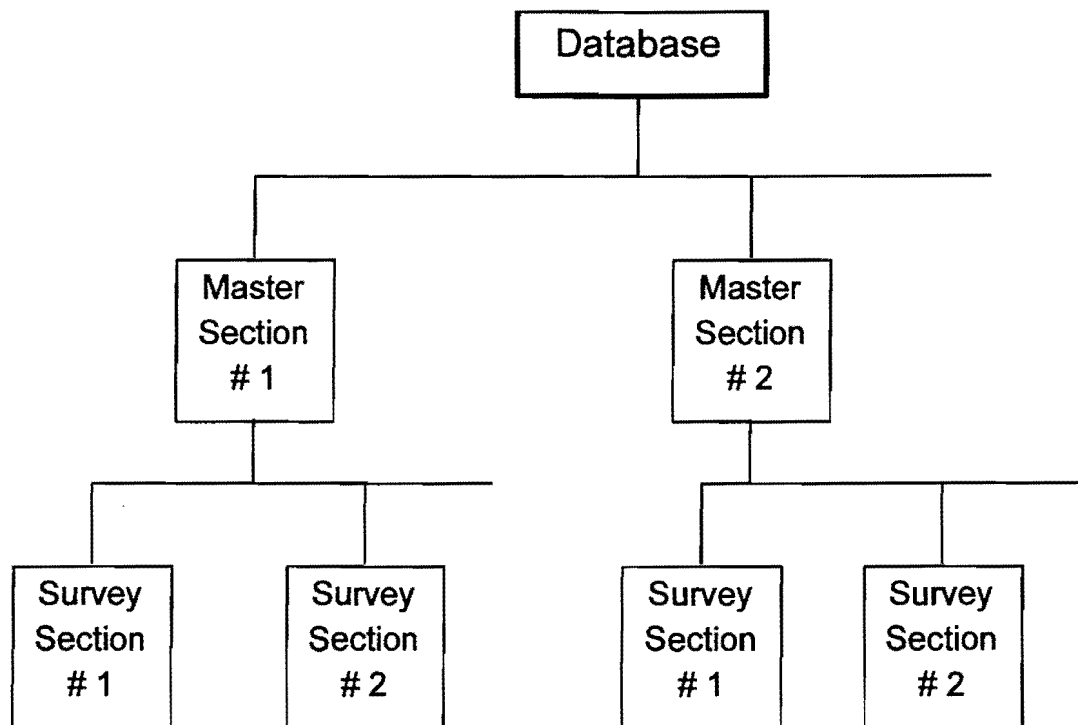 Database
Master
Section
# 1
Master
Section
# 2
Survey
Section
# 1
Survey
Section
# 2
Survey
Section
# 1
Survey
Section
# 2